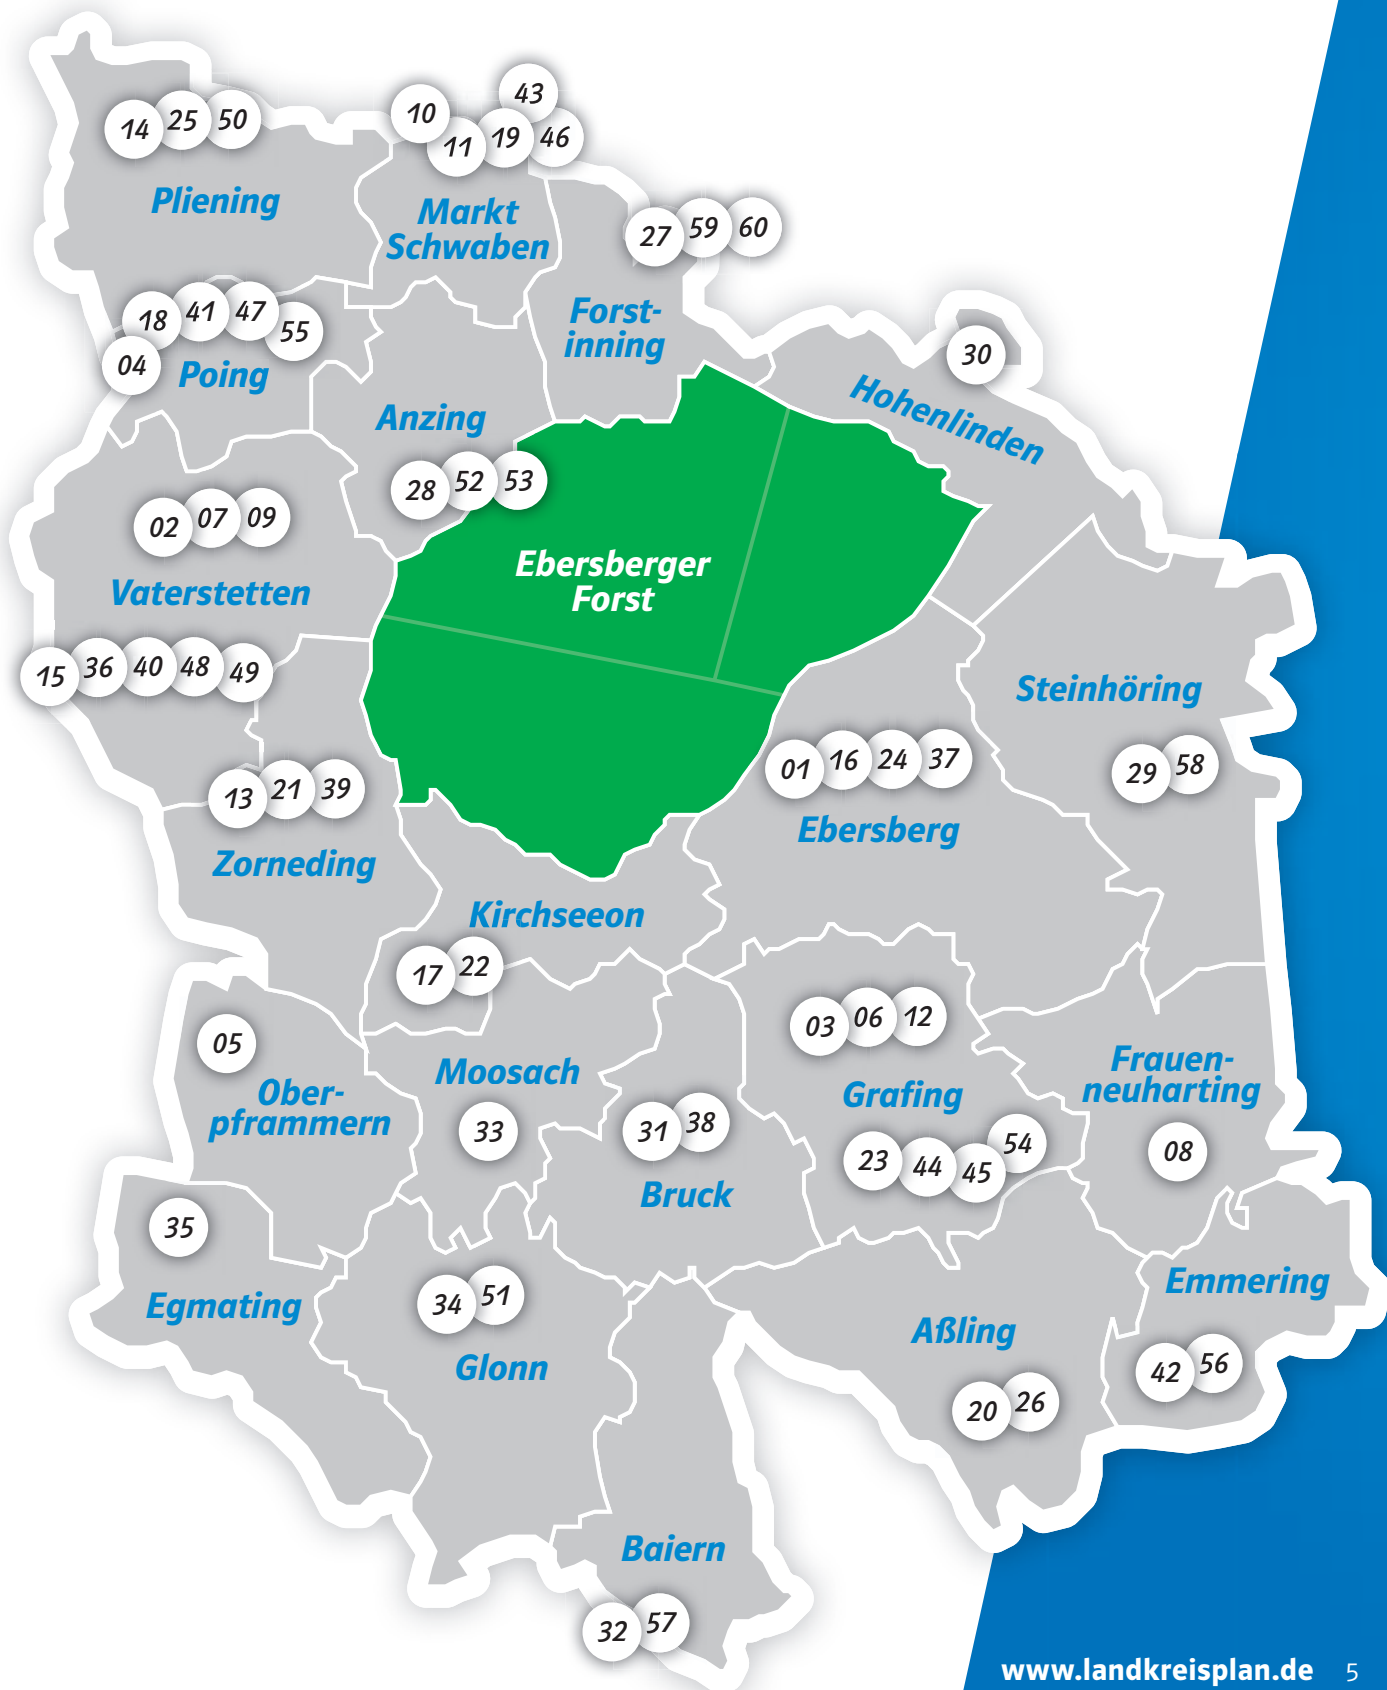 43
10
11 19 46
14 25 50
Pliening
Markt
Schwaben
27 59 60
18 41 47 55
04
Poing
Forst-
inning
30
Hohenlinden
Anzing
28 52 53
02 07 09
Vaterstetten
Ebersberger
Forst
15 36 40 48 49
Steinhöring
29 58
01 16 24 37
Ebersberg
13 21 39
Zorneding
Kirchseeon
17 22
03 06 12
05
Ober-
pframmern
Moosach
33
31 38
Bruck
Grafing
23 44 45 54
Frauen-
neuharting
08
35
Egmating
34 51
Glonn
Emmering
42 56
Aßling
20 26
Baiern
32 57
www.landkreisplan.de 5